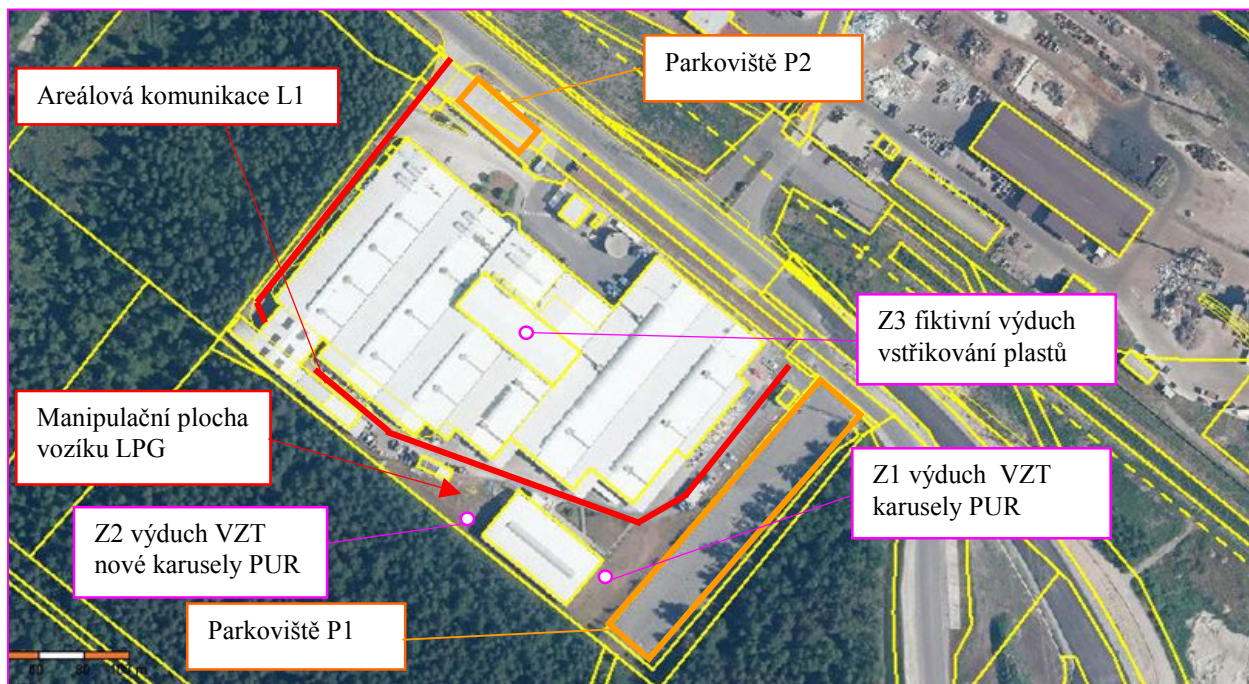 Parkoviště P2
Areálová komunikace L1
Z3 fiktivní výduch
vstřikování plastů
Manipulační plocha
vozíku LPG
Z1 výduch VZT
karusely PUR
Z2 výduch VZT
nové karusely PUR
Parkoviště P1